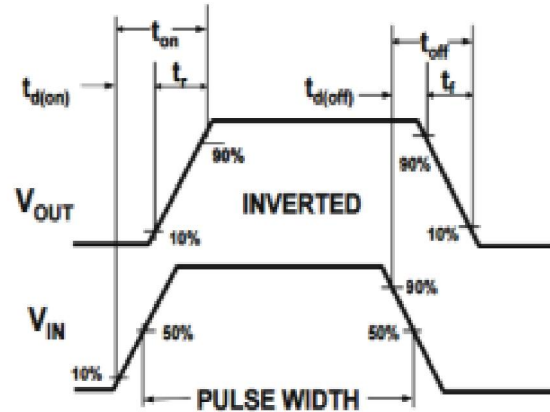 t_on
t_off
t_d(on)
t_r
t_d(off)
t_f
90%
90%
V_OUT
INVERTED
10%
10%
90%
V_IN
50%
50%
10%
PULSE WIDTH